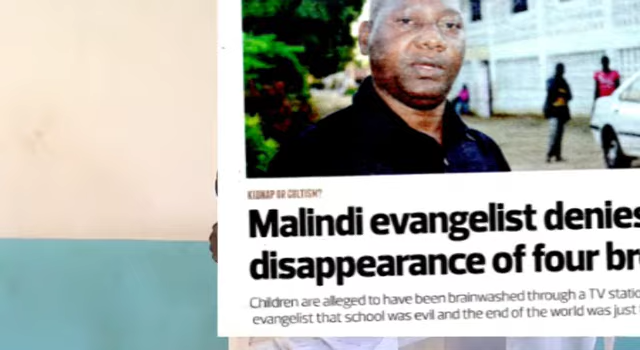 KIDNAP OR CULTISM?
Malindi evangelist denies
disappearance of four
Children are alleged to have been brainwashed through a TV
evangelist that school was evil and the end of the world was just